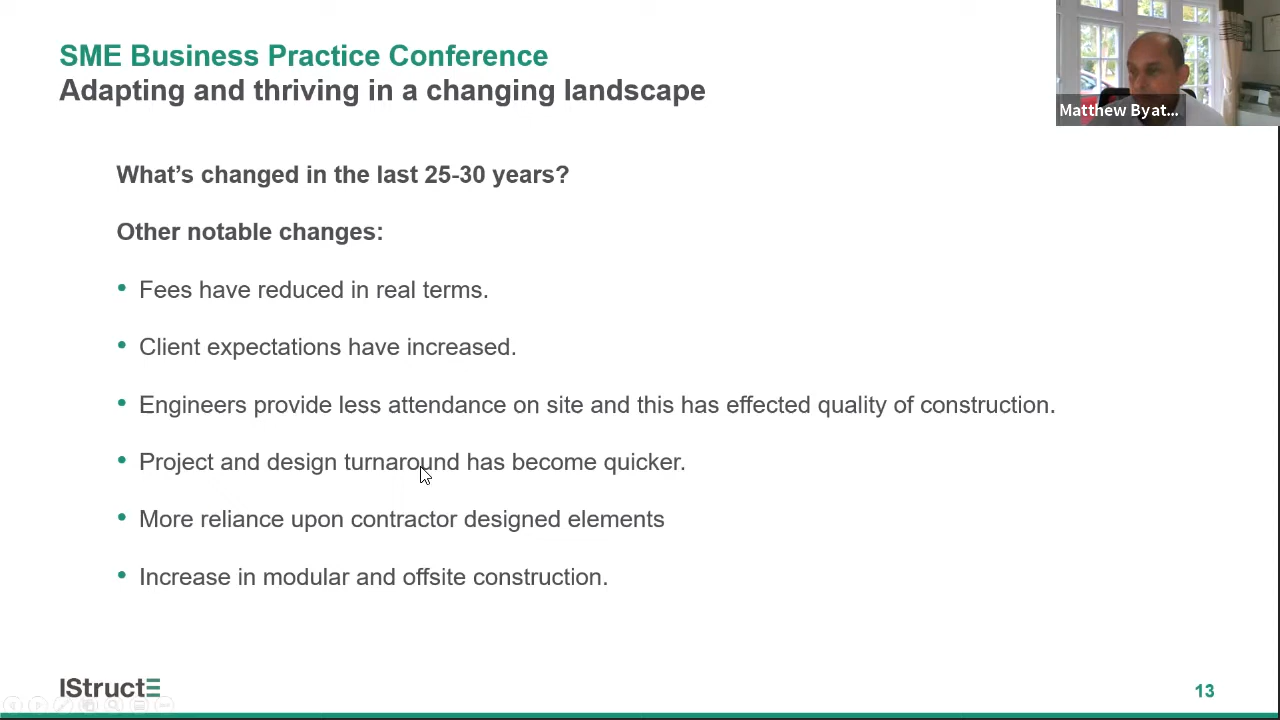 SME Business Practice Conference
Adapting and thriving in a changing landscape
Matthew Byat...
What's changed in the last 25-30 years?
Other notable changes:
• Fees have reduced in real terms.
• Client expectations have increased.
• Engineers provide less attendance on site and this has effected quality of construction.
• Project and design turnaround has become quicker.
• More reliance upon contractor designed elements
• Increase in modular and offsite construction.
IStructE
13